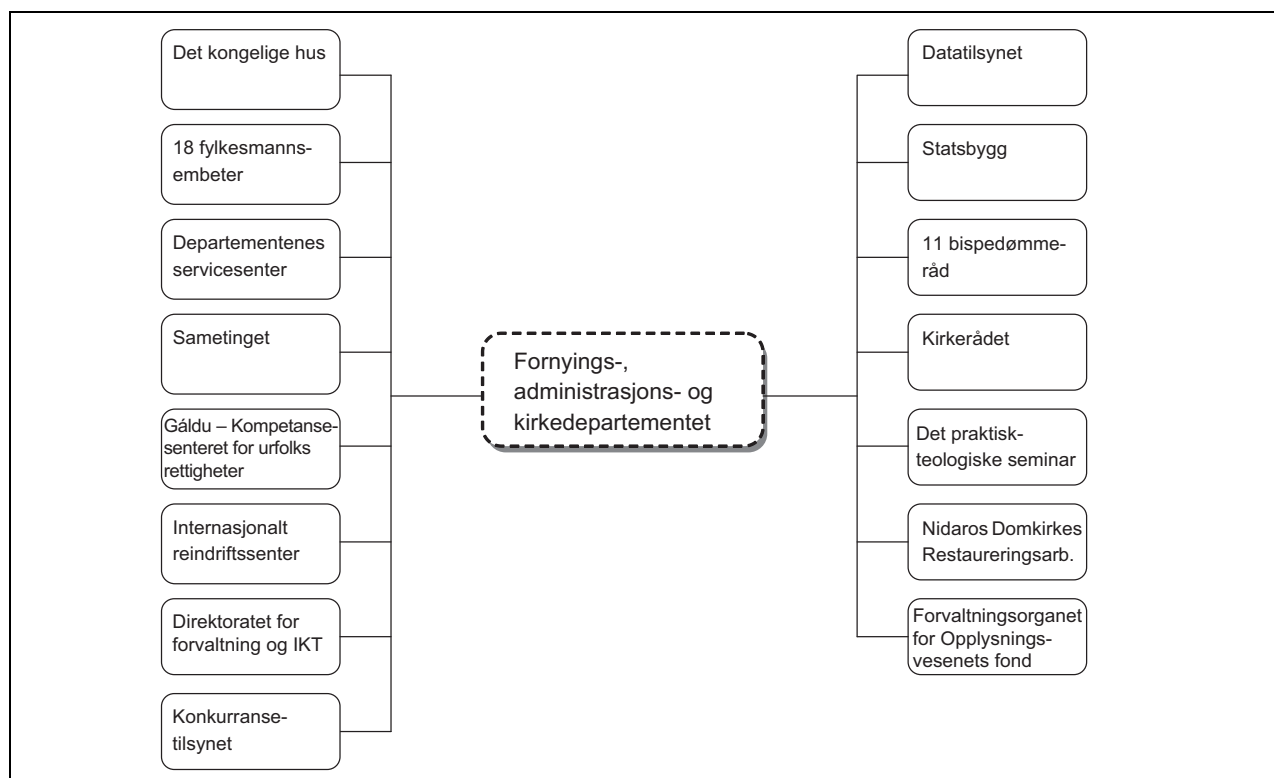 Det kongelige hus
18 fylkesmanns-
embeter
Departementenes
servicesenter
Sametinget
Gáldu – Kompetanse-
senteret for urfolks
rettigheter
Internasjonalt
reindriftssenter
Direktoratet for
forvaltning og IKT
Konkurranse-
tilsynet
Fornyings-,
administrasjons- og
kirkedepartementet
Datatilsynet
Statsbygg
11 bispedømme-
råd
Kirkerådet
Det praktisk-
teologiske seminar
Nidaros Domkirkes
Restaureringsarb.
Forvaltningsorganet
for Opplysnings-
vesenets fond